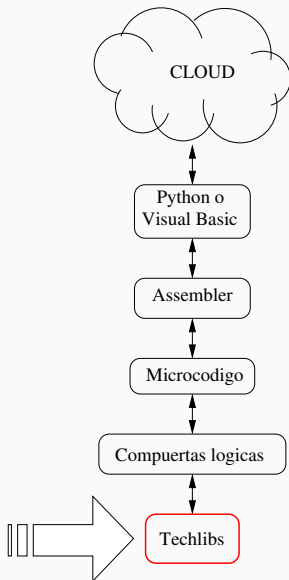 CLOUD
Python o
Visual Basic
Assembler
Microcodigo
Compuertas logicas
Techlibs